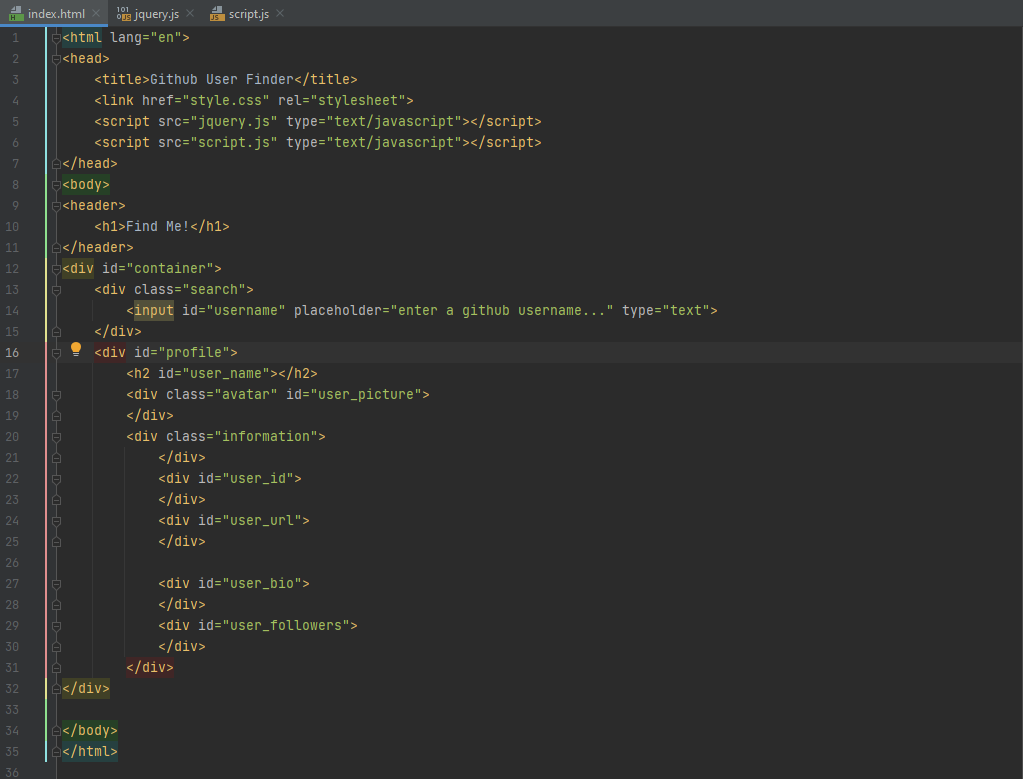 index.html jquery.js script.js
1 <html lang="en">
2 <head>
3     <title>Github User Finder</title>
4     <link href="style.css" rel="stylesheet">
5     <script src="jquery.js" type="text/javascript"></script>
6     <script src="script.js" type="text/javascript"></script>
7 </head>
8 <body>
9 <header>
10     <h1>Find Me!</h1>
11 </header>
12 <div id="container">
13     <div class="search">
14         <input id="username" placeholder="enter a github username..." type="text">
15     </div>
16     <div id="profile">
17         <h2 id="user_name"></h2>
18         <div class="avatar" id="user_picture">
19         </div>
20         <div class="information">
21             </div>
22             <div id="user_id">
23             </div>
24             <div id="user_url">
25             </div>
26
27             <div id="user_bio">
28             </div>
29             <div id="user_followers">
30             </div>
31         </div>
32 </div>
33
34 </body>
35 </html>
36